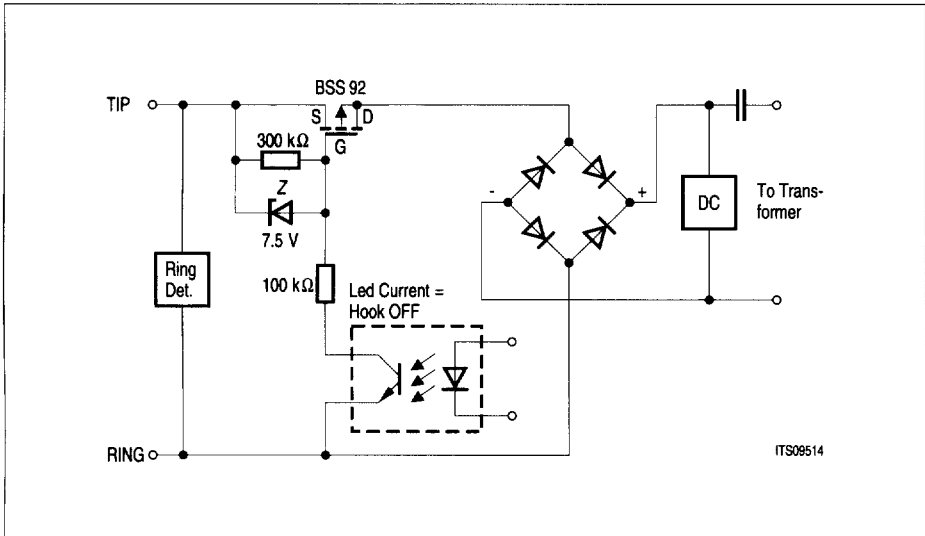 BSS 92
TIP
S
D
G
300 kΩ
Z
7.5 V
-
+
DC
To Trans-
former
Ring
Det.
100 kΩ
Led Current =
Hook OFF
RING
ITS09514